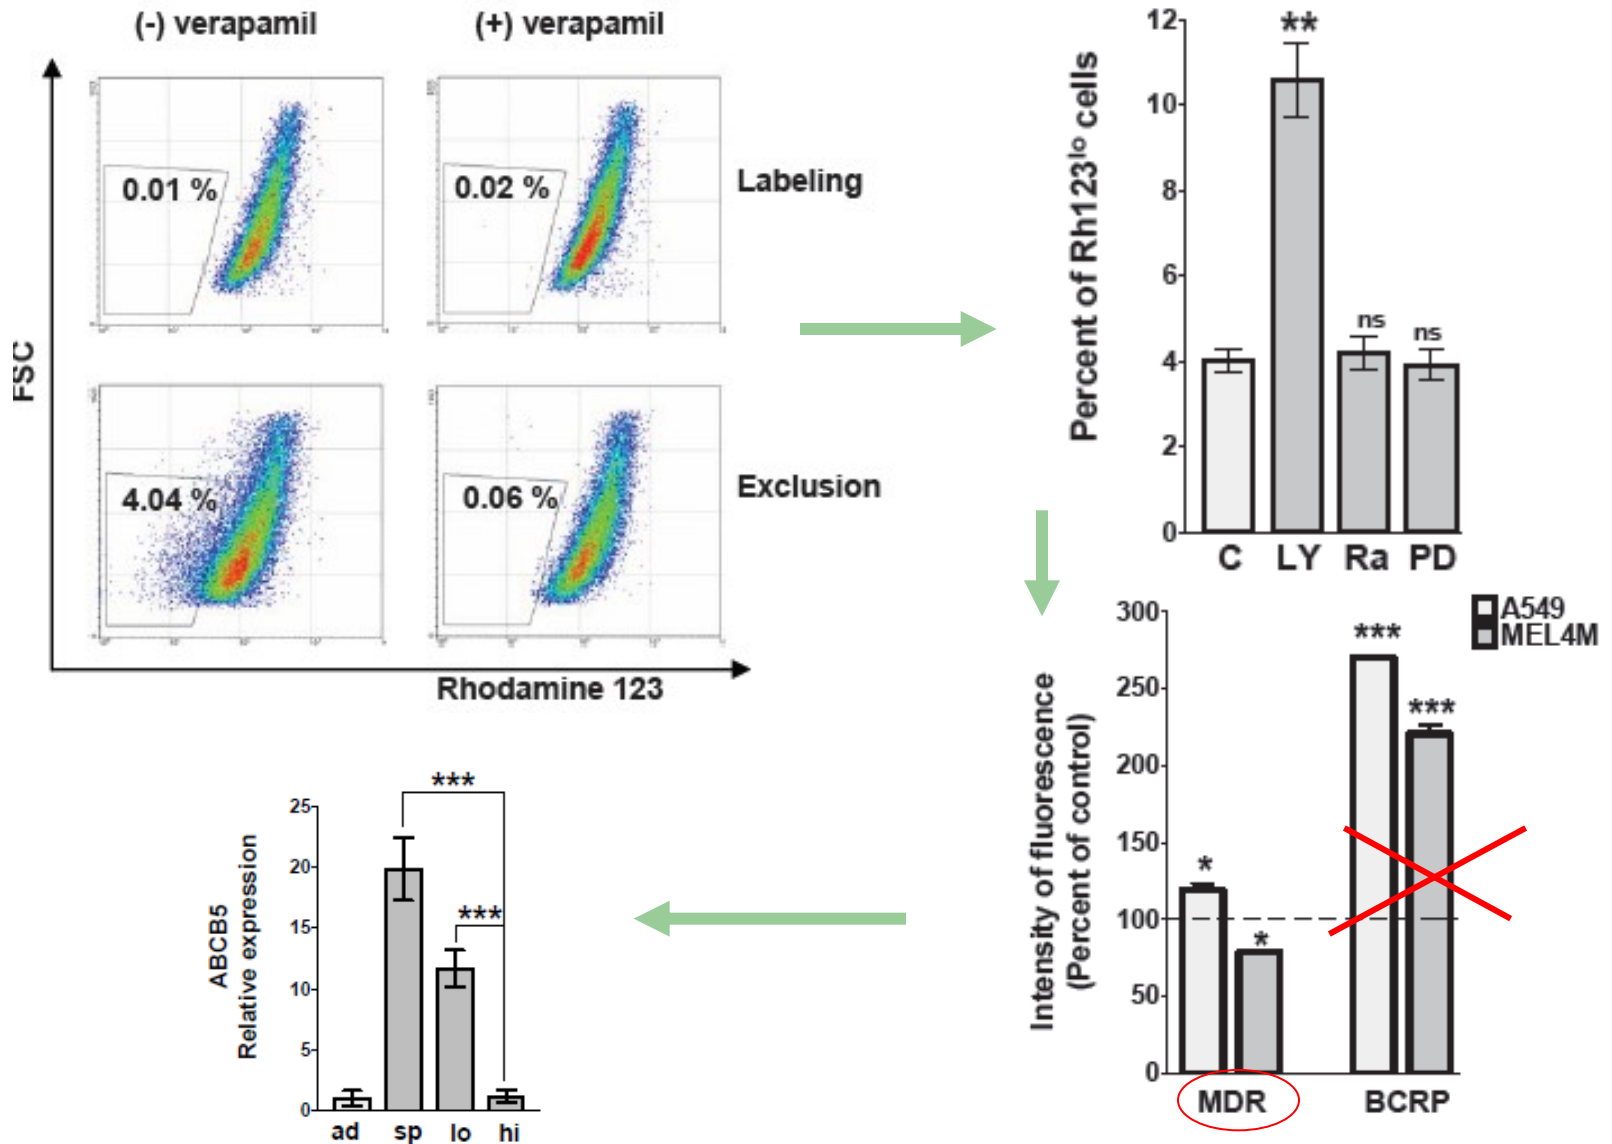 (-) verapamil
(+) verapamil
0.01 %
0.02 %
Labeling
4.04 %
0.06 %
Exclusion
FSC
Rhodamine 123
Percent of Rh123lo cells
12
10
8
6
4
2
0
**
ns
ns
C LY Ra PD
Intensity of fluorescence
(Percent of control)
300
250
200
150
100
50
0
A549
MEL4M
*
*
***
***
MDR
BCRP
ABCB5
Relative expression
25
20
15
10
5
0
***
***
ad sp lo hi